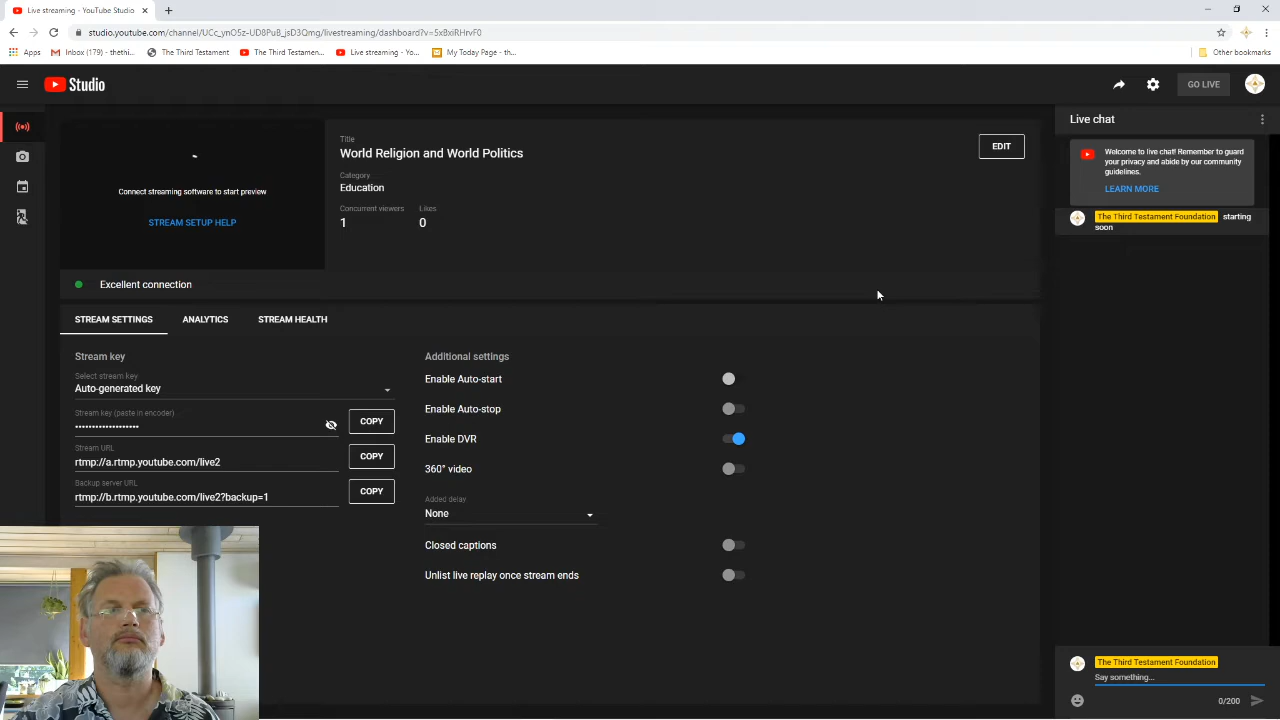 Live streaming - YouTube Studio
studio.youtube.com/channel/UCc_ynO5z-UD8PuB_jsD3Qmg/livestreaming/dashboard?v=5xBxiRHrvF0
Apps
Inbox (179) - thethi...
The Third Testament
The Third Testamen...
Live streaming - Yo...
My Today Page - th...
Other bookmarks
Studio
GO LIVE
Connect streaming software to start preview
STREAM SETUP HELP
Title
World Religion and World Politics
EDIT
Category
Education
Concurrent viewers
Likes
1
0
Excellent connection
STREAM SETTINGS
ANALYTICS
STREAM HEALTH
Stream key
Select stream key
Auto-generated key
Stream key (paste in encoder)
••••••••••••••••••
COPY
Stream URL
rtmp://a.rtmp.youtube.com/live2
COPY
Backup server URL
rtmp://b.rtmp.youtube.com/live2?backup=1
COPY
Additional settings
Enable Auto-start
Enable Auto-stop
Enable DVR
360° video
Added delay
None
Closed captions
Unlist live replay once stream ends
Live chat
Welcome to live chat! Remember to guard
your privacy and abide by our community
guidelines.
LEARN MORE
The Third Testament Foundation starting
soon
The Third Testament Foundation
Say something...
0/200